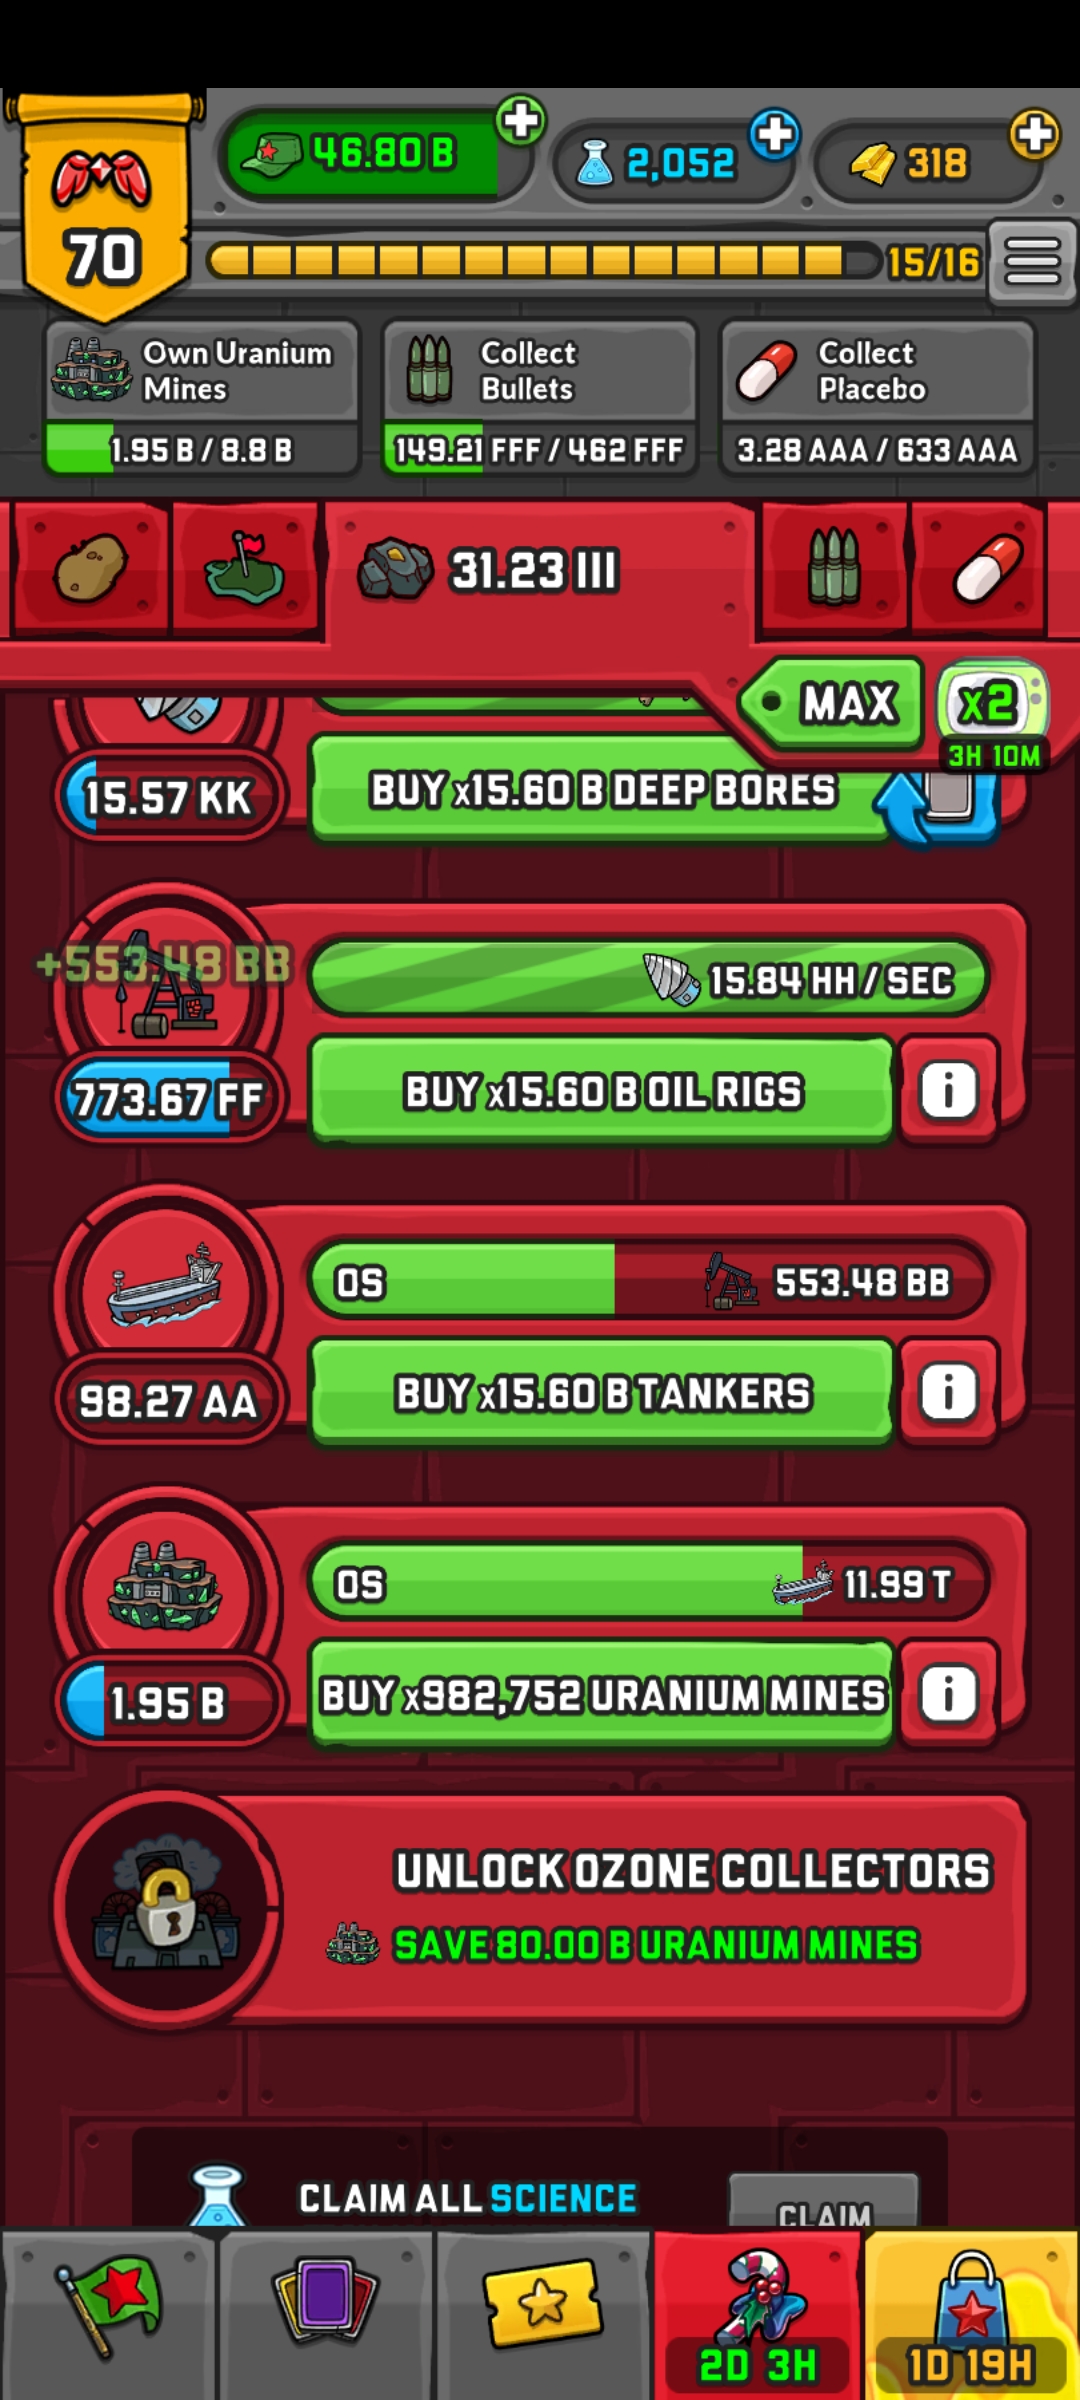 46.80 B
2,052
318
70
15/16
Own Uranium
Mines
1.95 B / 8.8 B
Collect
Bullets
149.21 FFF / 462 FFF
Collect
Placebo
3.28 AAA / 633 AAA
31.23 III
MAX
x2
3H 10M
15.57 KK
BUY x15.60 B DEEP BORES
+553.48 BB
15.84 HH / SEC
773.67 FF
BUY x15.60 B OIL RIGS
i
0S
553.48 BB
98.27 AA
BUY x15.60 B TANKERS
i
0S
11.99 T
1.95 B
BUY x982,752 URANIUM MINES
i
UNLOCK OZONE COLLECTORS
SAVE 80.00 B URANIUM MINES
CLAIM ALL SCIENCE
CLAIM
2D 3H
1D 19H